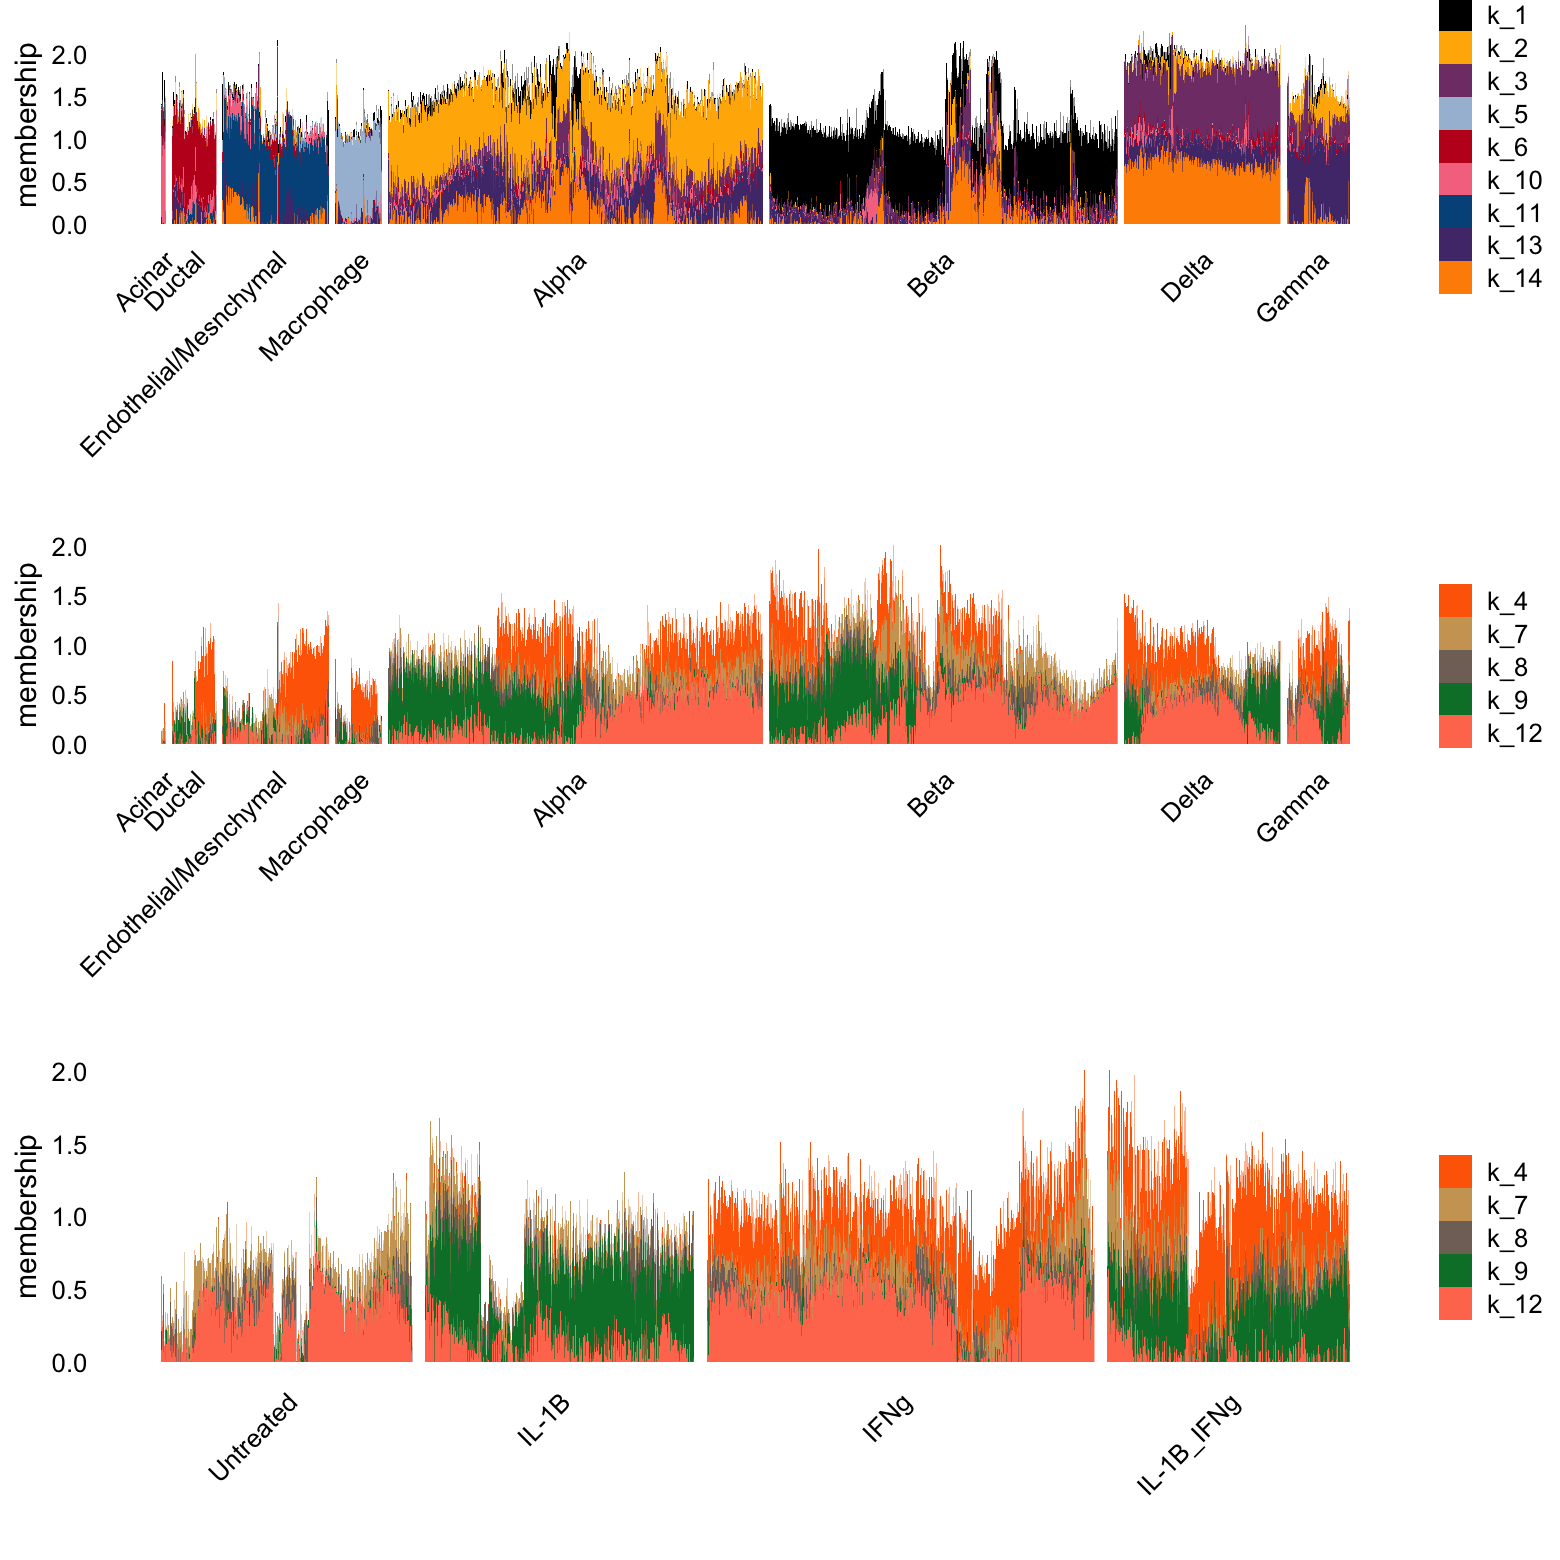 membership
2.0
1.5
1.0
0.5
0.0
Acinar
Ductal
Endothelial/Mesnchymal
Macrophage
Alpha
Beta
Delta
Gamma
k_1
k_2
k_3
k_5
k_6
k_10
k_11
k_13
k_14
membership
2.0
1.5
1.0
0.5
0.0
Acinar
Ductal
Endothelial/Mesnchymal
Macrophage
Alpha
Beta
Delta
Gamma
k_4
k_7
k_8
k_9
k_12
membership
2.0
1.5
1.0
0.5
0.0
Untreated
IL-1B
IFNg
IL-1B_IFNg
k_4
k_7
k_8
k_9
k_12